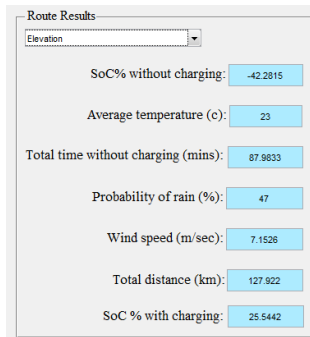 Route Results
Elevation
SoC% without charging: -42.2815
Average temperature (c): 23
Total time without charging (mins): 87.9833
Probability of rain (%): 47
Wind speed (m/sec): 7.1526
Total distance (km): 127.922
SoC % with charging: 25.5442